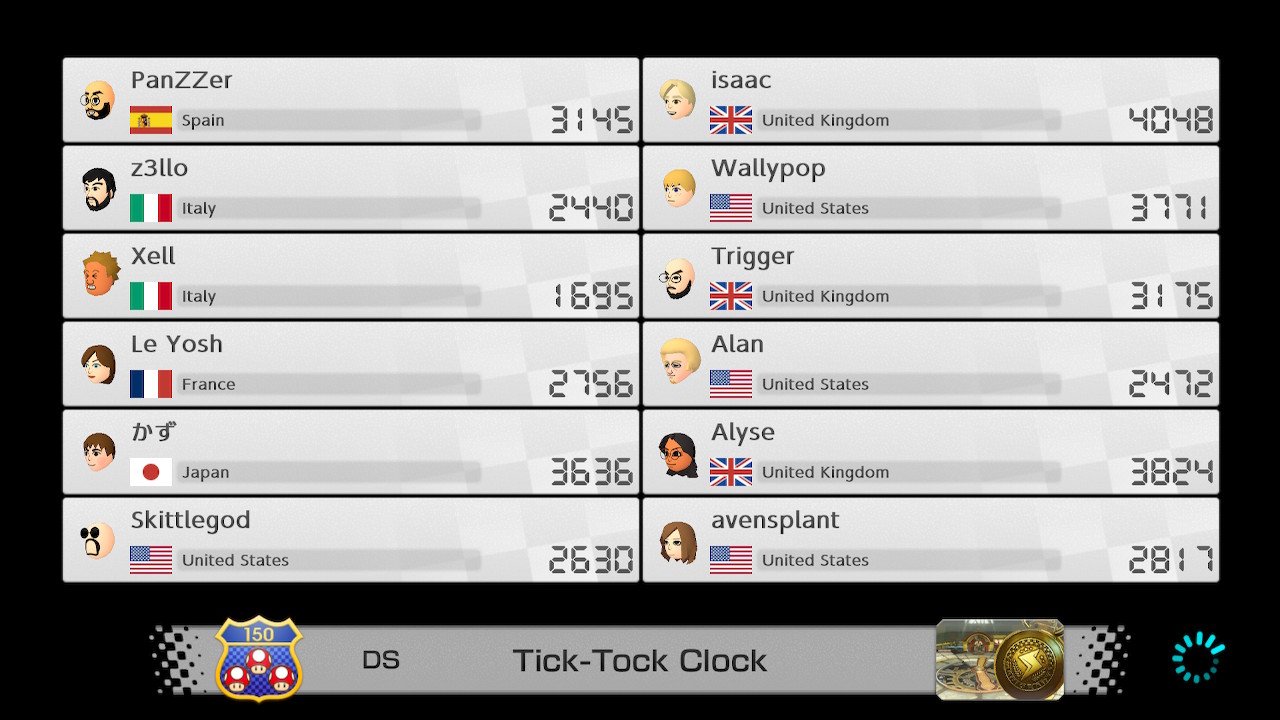 PanZZer
Spain 3145
z3llo
Italy 2440
Xell
Italy 1695
Le Yosh
France 2756
かず
Japan 3636
Skittlegod
United States 2630
isaac
United Kingdom 4048
Wallypop
United States 3771
Trigger
United Kingdom 3175
Alan
United States 2472
Alyse
United Kingdom 3824
avensplant
United States 2817
150
DS Tick-Tock Clock